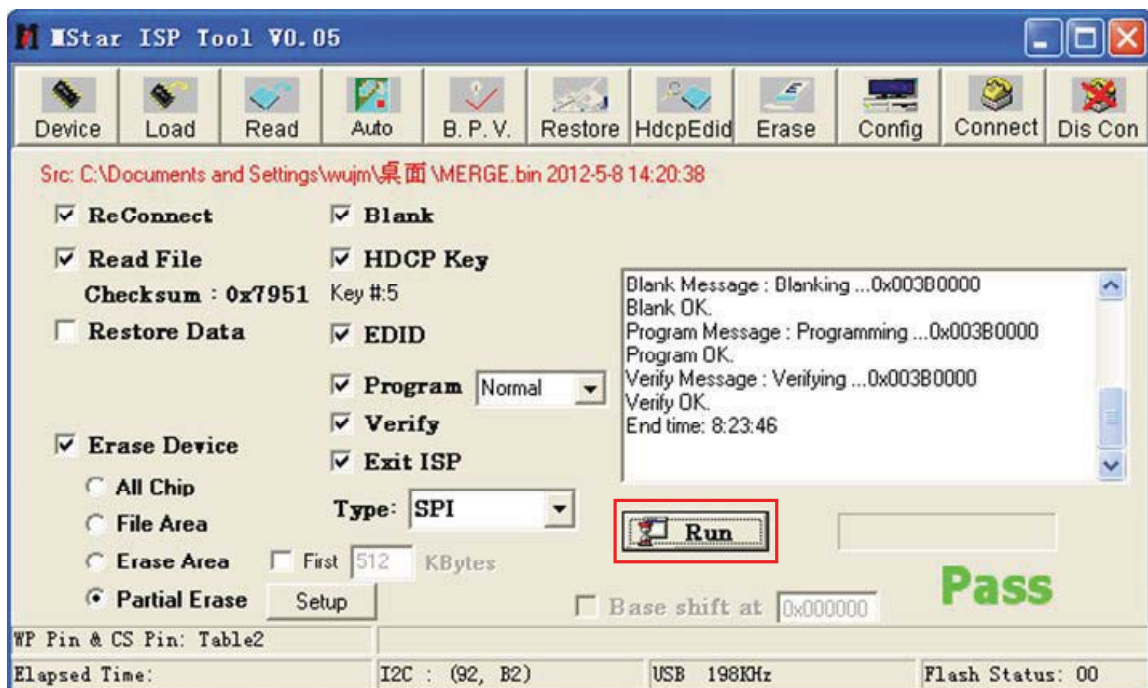 MStar ISP Tool V0.05
Device Load Read Auto B. P. V. Restore HdcpEdid Erase Config Connect Dis Con
Src: C:\Documents and Settings\wujm\桌面\MERGE.bin 2012-5-8 14:20:38
ReConnect
Blank
Read File
HDCP Key
Checksum : 0x7951
Key #:5
Restore Data
EDID
Program Normal
Verify
Erase Device
Exit ISP
All Chip
Type: SPI
File Area
Erase Area
First 512 KBytes
Partial Erase
Setup
Blank Message : Blanking ...0x003B0000
Blank OK.
Program Message : Programming ...0x003B0000
Program OK.
Verify Message : Verifying ...0x003B0000
Verify OK.
End time: 8:23:46
Run
Pass
Base shift at 0x000000
WP Pin & CS Pin: Table2
Elapsed Time:
I2C : (92, B2)
USB 198KHz
Flash Status: 00